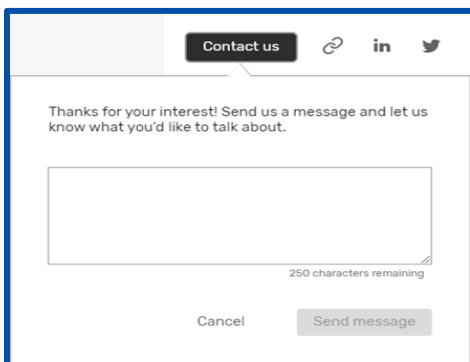 Contact us in
Thanks for your interest! Send us a message and let us
know what you'd like to talk about.
250 characters remaining
Cancel Send message